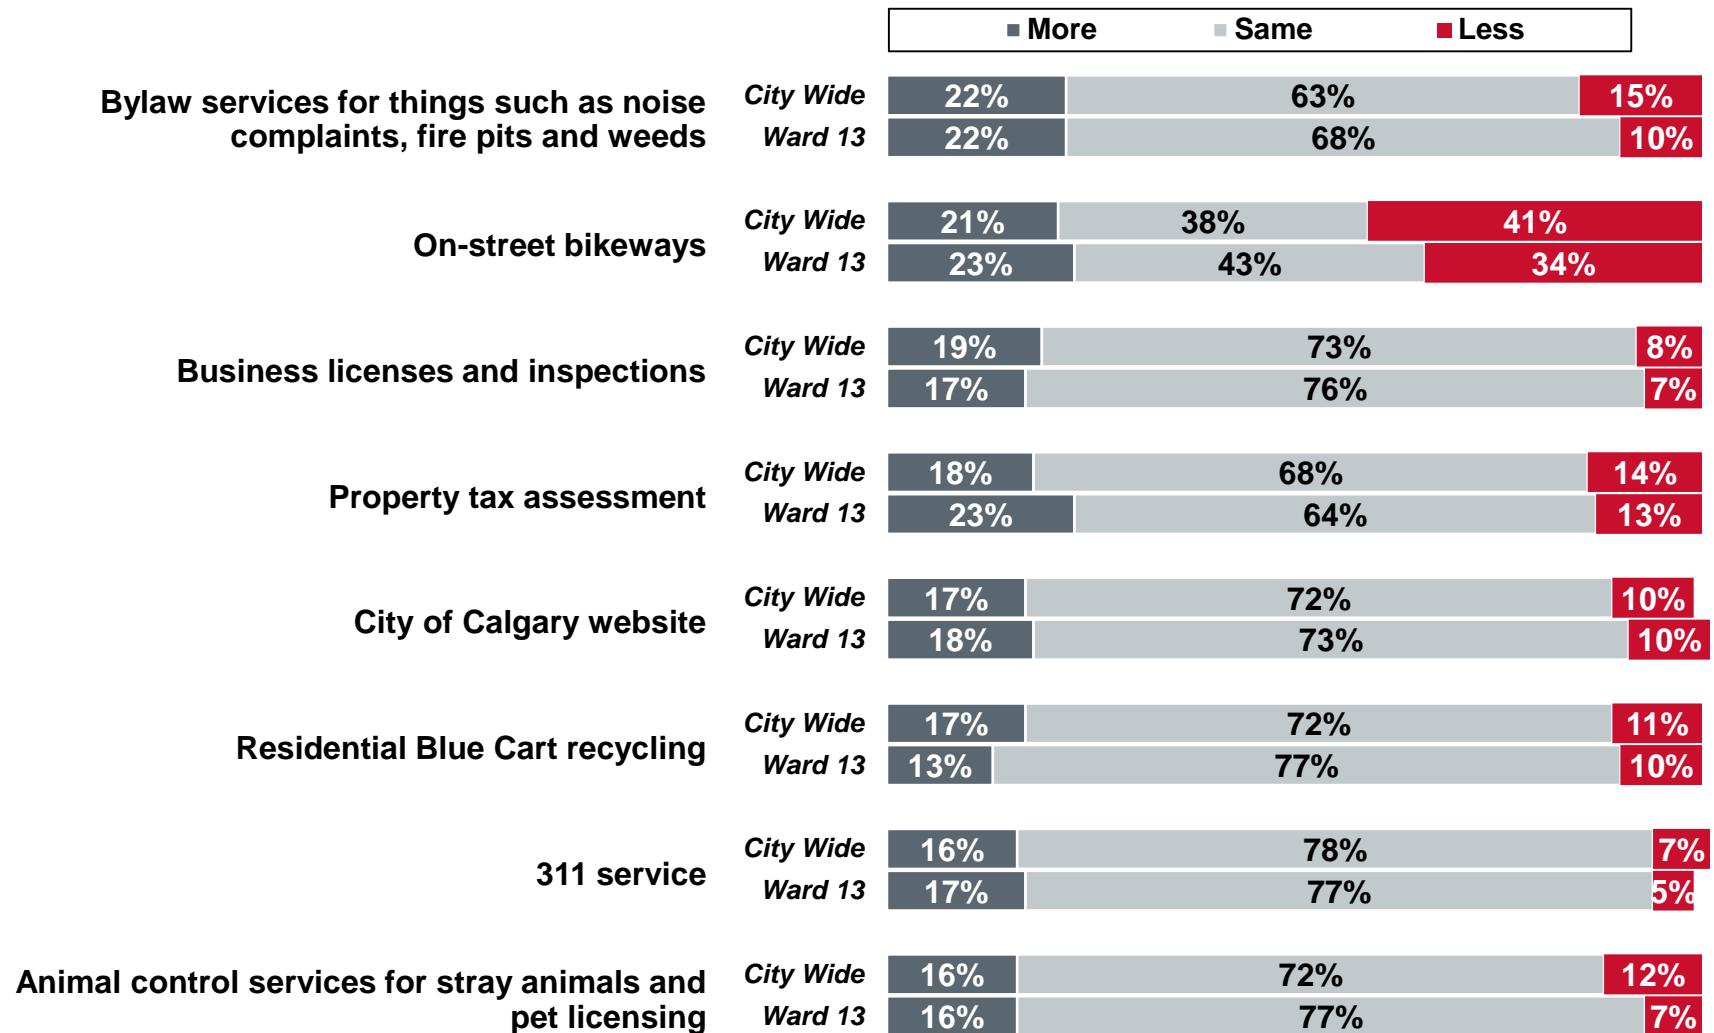 More Same Less
Bylaw services for things such as noise
complaints, fire pits and weeds
City Wide 22% 63% 15%
Ward 13 22% 68% 10%
On-street bikeways
City Wide 21% 38% 41%
Ward 13 23% 43% 34%
Business licenses and inspections
City Wide 19% 73% 8%
Ward 13 17% 76% 7%
Property tax assessment
City Wide 18% 68% 14%
Ward 13 23% 64% 13%
City of Calgary website
City Wide 17% 72% 10%
Ward 13 18% 73% 10%
Residential Blue Cart recycling
City Wide 17% 72% 11%
Ward 13 13% 77% 10%
311 service
City Wide 16% 78% 7%
Ward 13 17% 77% 5%
Animal control services for stray animals and
pet licensing
City Wide 16% 72% 12%
Ward 13 16% 77% 7%